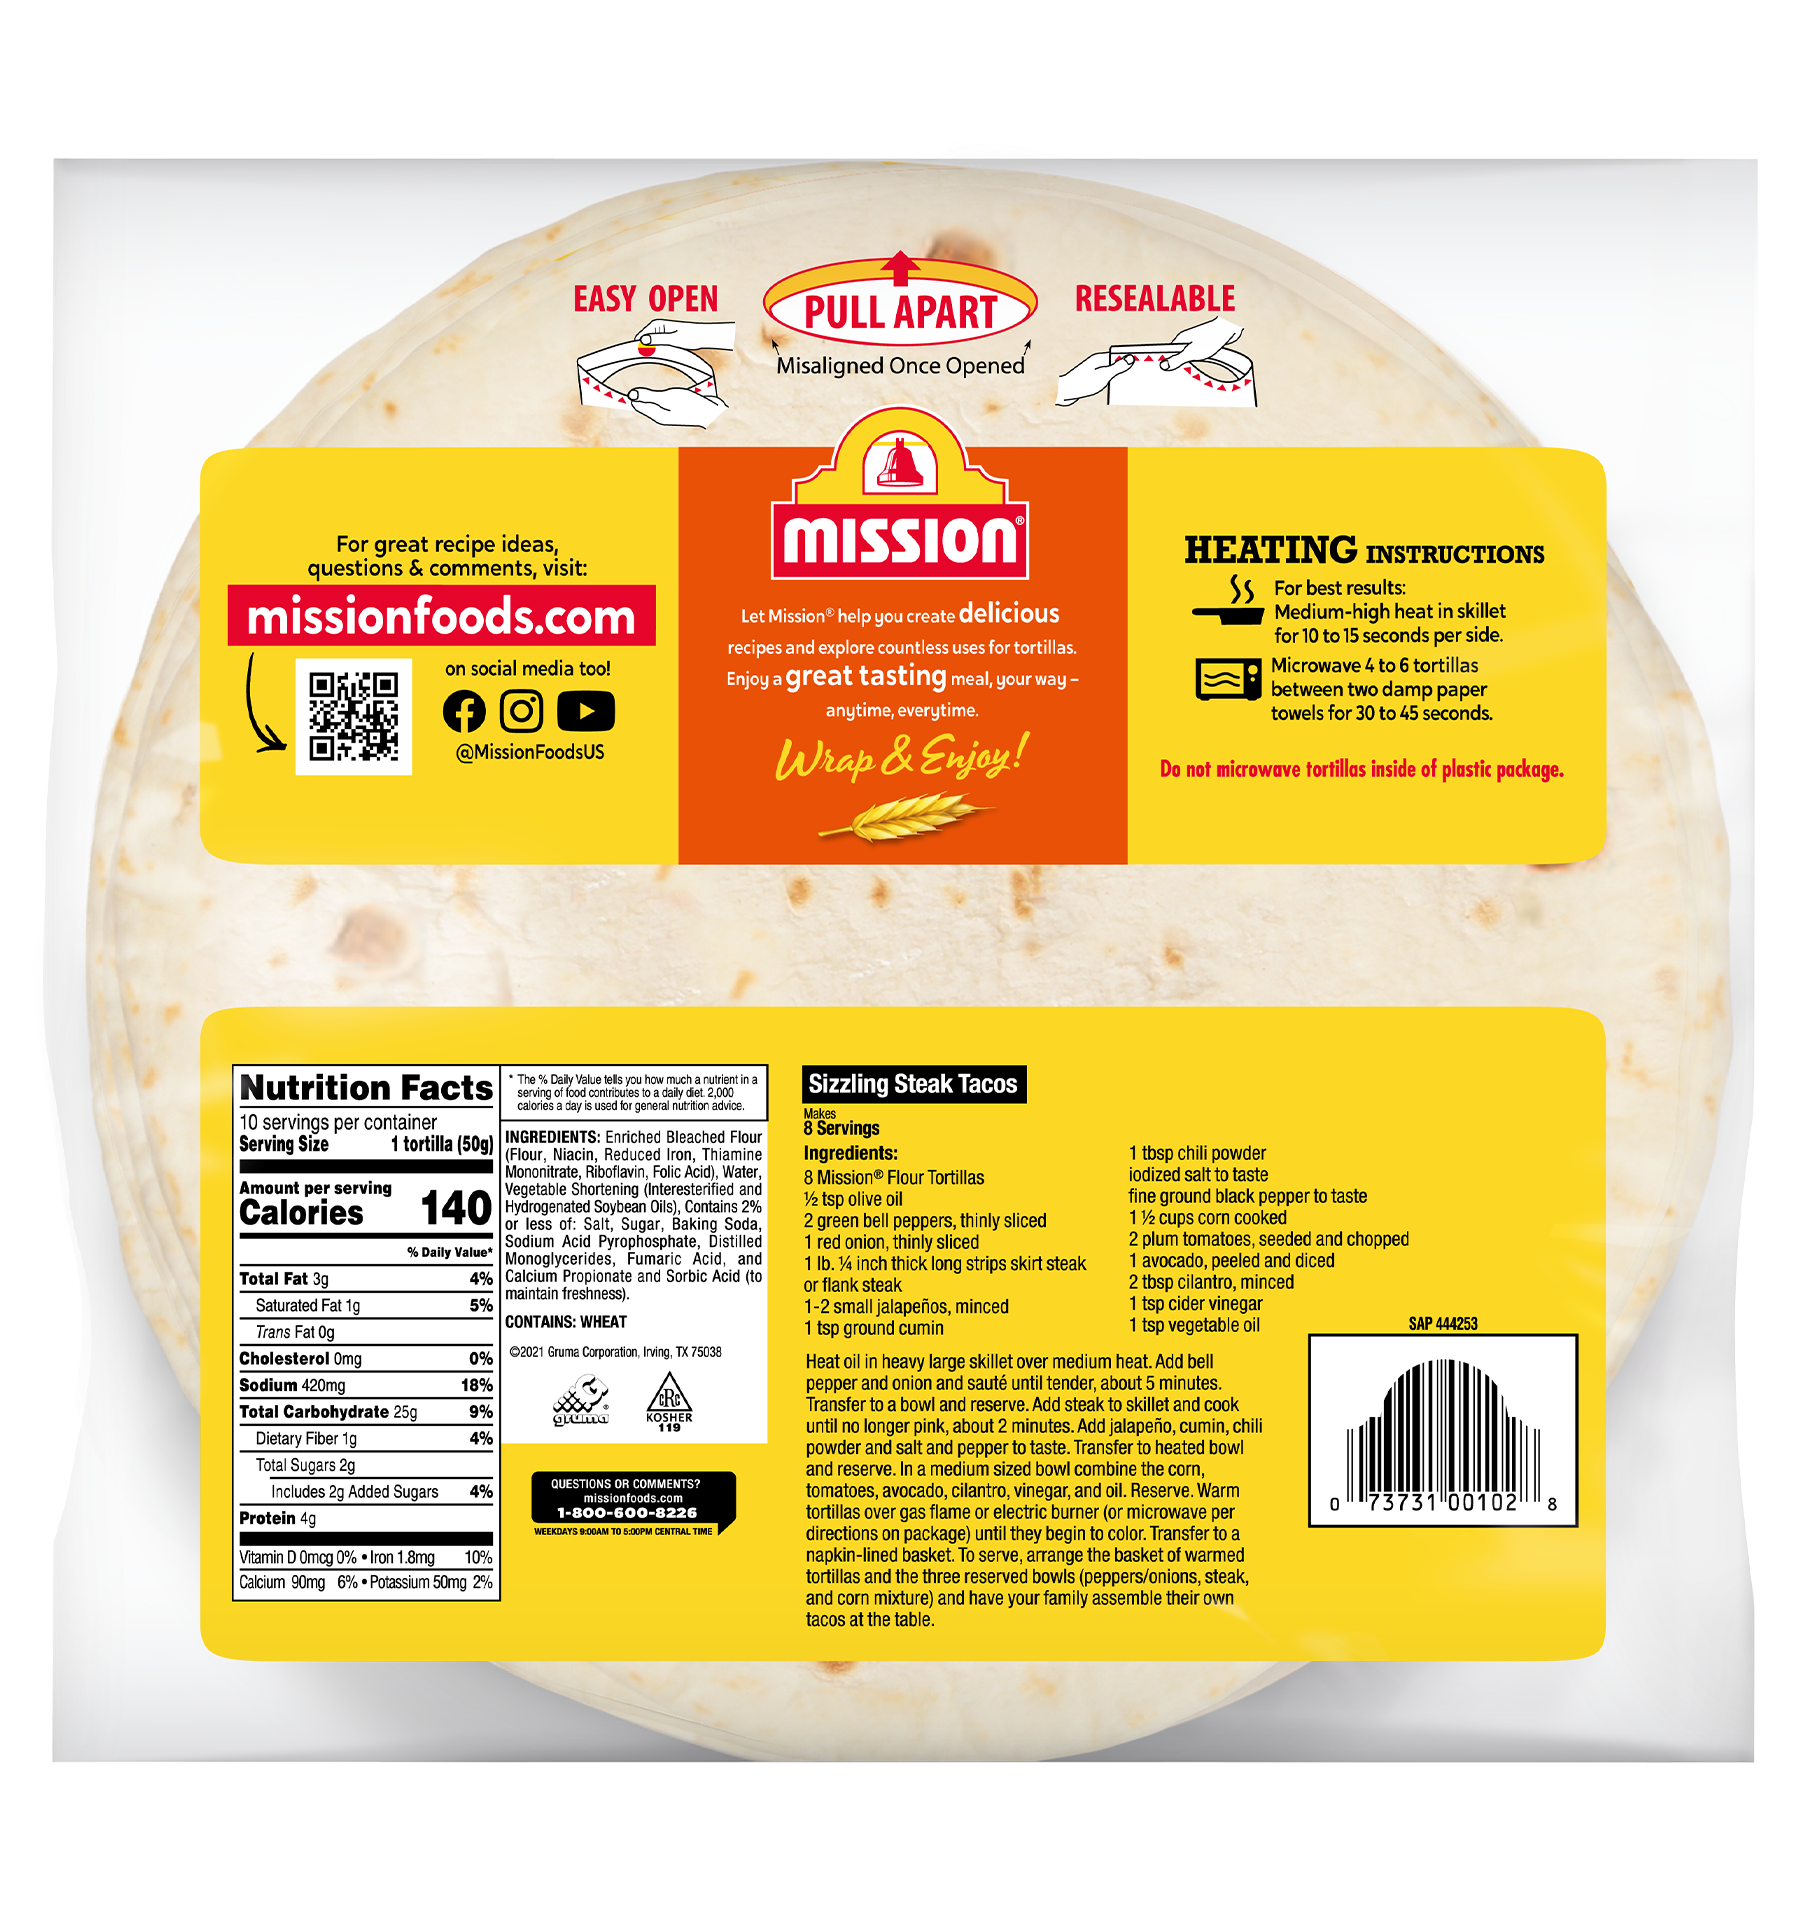 EASY OPEN
PULL APART
RESEALABLE
Misaligned Once Opened
MISSION®
For great recipe ideas,
questions & comments, visit:
missionfoods.com
on social media too!
@MissionFoodsUS
Let Mission® help you create delicious
recipes and explore countless uses for tortillas.
Enjoy a great tasting meal, your way –
anytime, everytime.
Wrap & Enjoy!
HEATING INSTRUCTIONS
For best results:
Medium-high heat in skillet
for 10 to 15 seconds per side.
Microwave 4 to 6 tortillas
between two damp paper
towels for 30 to 45 seconds.
Do not microwave tortillas inside of plastic package.
Nutrition Facts
10 servings per container
Serving Size 1 tortilla (50g)
Amount per serving
Calories 140
% Daily Value*
Total Fat 3g 4%
Saturated Fat 1g 5%
Trans Fat 0g
Cholesterol 0mg 0%
Sodium 420mg 18%
Total Carbohydrate 25g 9%
Dietary Fiber 1g 4%
Total Sugars 2g
Includes 2g Added Sugars 4%
Protein 4g
Vitamin D 0mcg 0% • Iron 1.8mg 10%
Calcium 90mg 6% • Potassium 50mg 2%
* The % Daily Value tells you how much a nutrient in a
serving of food contributes to a daily diet. 2,000
calories a day is used for general nutrition advice.
INGREDIENTS: Enriched Bleached Flour
(Flour, Niacin, Reduced Iron, Thiamine
Mononitrate, Riboflavin, Folic Acid), Water,
Vegetable Shortening (Interesterified and
Hydrogenated Soybean Oils), Contains 2%
or less of: Salt, Sugar, Baking Soda,
Sodium Acid Pyrophosphate, Distilled
Monoglycerides, Fumaric Acid, and
Calcium Propionate and Sorbic Acid (to
maintain freshness).
CONTAINS: WHEAT
©2021 Gruma Corporation, Irving, TX 75038
gruma®
CRC
KOSHER
119
QUESTIONS OR COMMENTS?
missionfoods.com
1-800-600-8226
WEEKDAYS 9:00AM TO 5:00PM CENTRAL TIME
Sizzling Steak Tacos
Makes
8 Servings
Ingredients:
8 Mission® Flour Tortillas
½ tsp olive oil
2 green bell peppers, thinly sliced
1 red onion, thinly sliced
1 lb. ¼ inch thick long strips skirt steak
or flank steak
1-2 small jalapeños, minced
1 tsp ground cumin
1 tbsp chili powder
iodized salt to taste
fine ground black pepper to taste
1 ½ cups corn cooked
2 plum tomatoes, seeded and chopped
1 avocado, peeled and diced
2 tbsp cilantro, minced
1 tsp cider vinegar
1 tsp vegetable oil
Heat oil in heavy large skillet over medium heat. Add bell
pepper and onion and sauté until tender, about 5 minutes.
Transfer to a bowl and reserve. Add steak to skillet and cook
until no longer pink, about 2 minutes. Add jalapeño, cumin, chili
powder and salt and pepper to taste. Transfer to heated bowl
and reserve. In a medium sized bowl combine the corn,
tomatoes, avocado, cilantro, vinegar, and oil. Reserve. Warm
tortillas over gas flame or electric burner (or microwave per
directions on package) until they begin to color. Transfer to a
napkin-lined basket. To serve, arrange the basket of warmed
tortillas and the three reserved bowls (peppers/onions, steak,
and corn mixture) and have your family assemble their own
tacos at the table.
SAP 444253
0 73731 00102 8